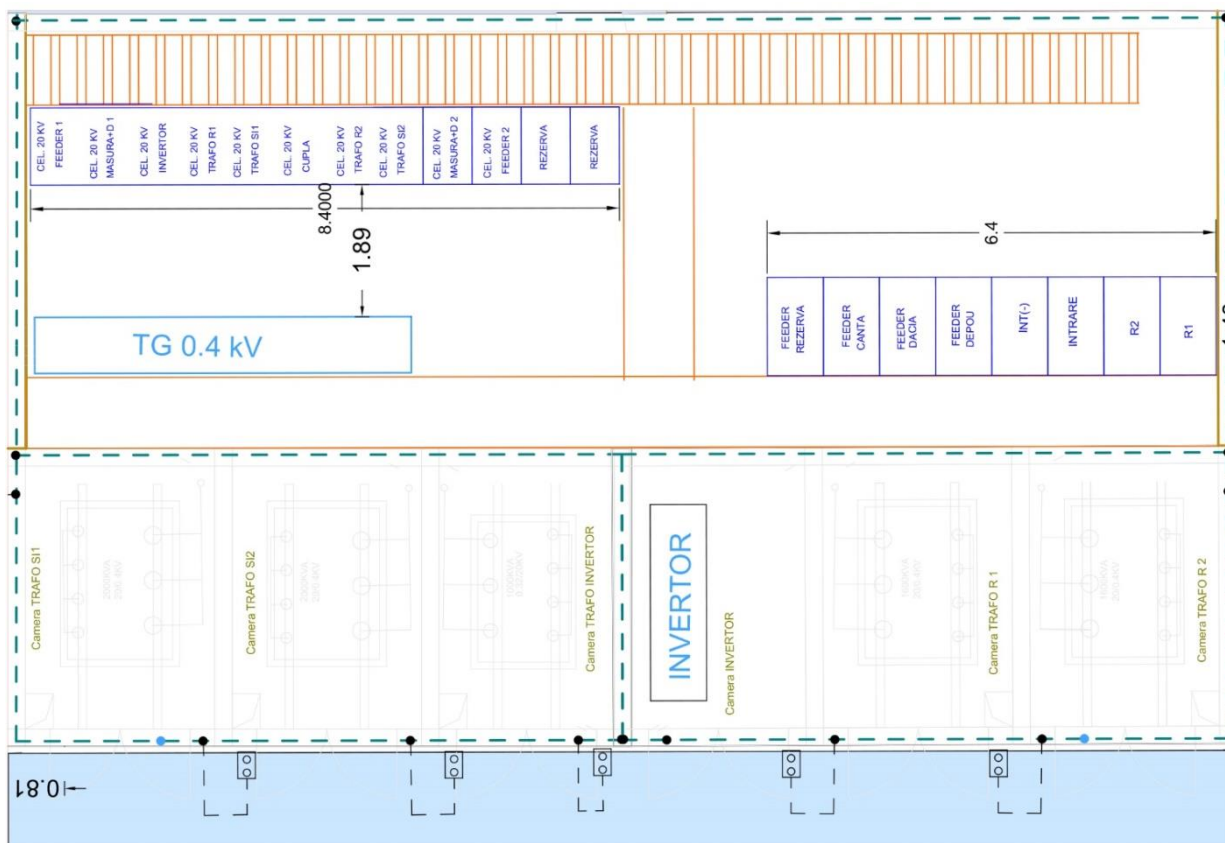 CEL. 20 KV
FEEDER 1
CEL. 20 KV
MASURA+D 1
CEL. 20 KV
INVERTOR
CEL. 20 KV
TRAFO R1
CEL. 20 KV
TRAFO SI1
CEL. 20 KV
CUPLA
CEL. 20 KV
TRAFO R2
CEL. 20 KV
TRAFO SI2
CEL. 20 KV
MASURA+D 2
CEL. 20 KV
FEEDER 2
REZERVA
REZERVA
8.4000
1.89
6.4
TG 0.4 kV
FEEDER
REZERVA
FEEDER
CANTA
FEEDER
DACIA
FEEDER
DEPOU
INT(-)
INTRARE
R2
R1
Camera TRAFO SI1
Camera TRAFO SI2
Camera TRAFO INVERTOR
INVERTOR
Camera INVERTOR
Camera TRAFO R 1
Camera TRAFO R 2
0.81